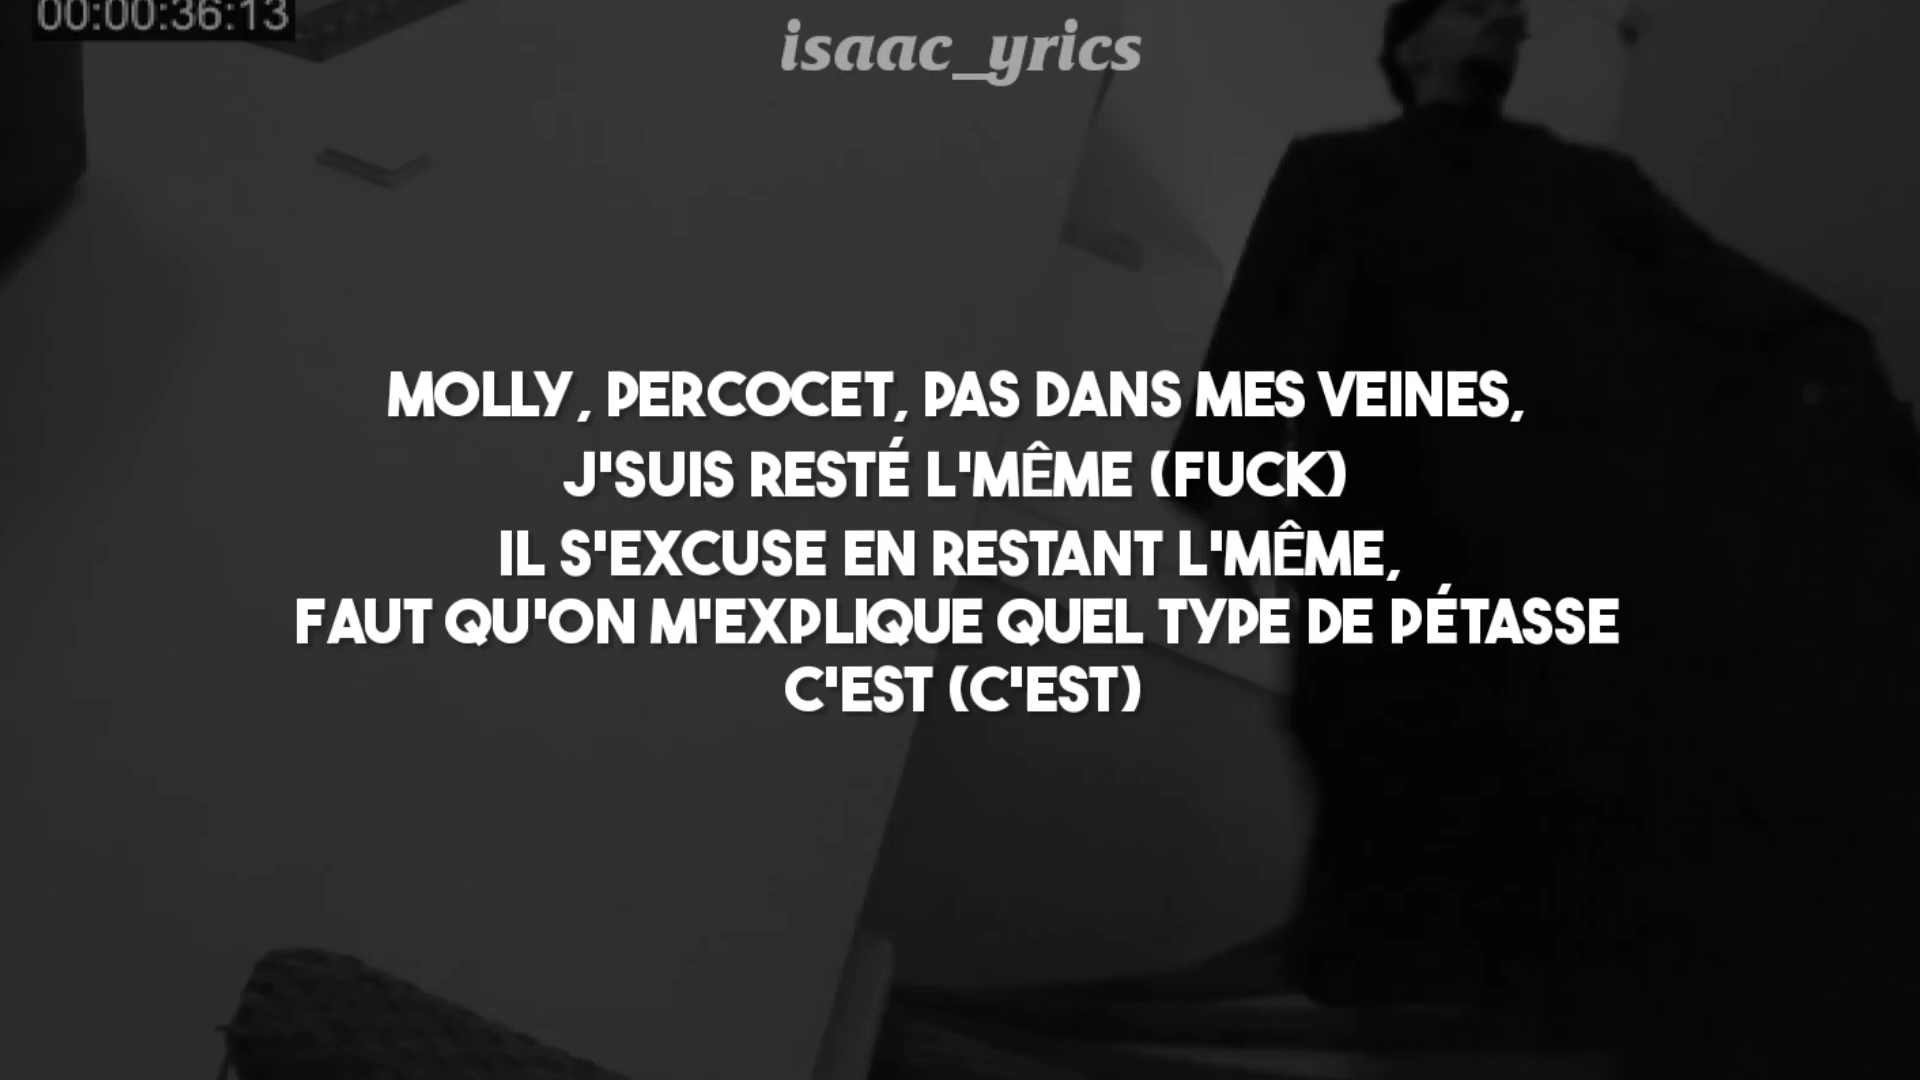 00:00:36:13
isaac_yrics
MOLLY, PERCOCET, PAS DANS MES VEINES,
J'SUIS RESTÉ L'MÊME (FUCK)
IL S'EXCUSE EN RESTANT L'MÊME,
FAUT QU'ON M'EXPLIQUE QUEL TYPE DE PÉTASSE
C'EST (C'EST)